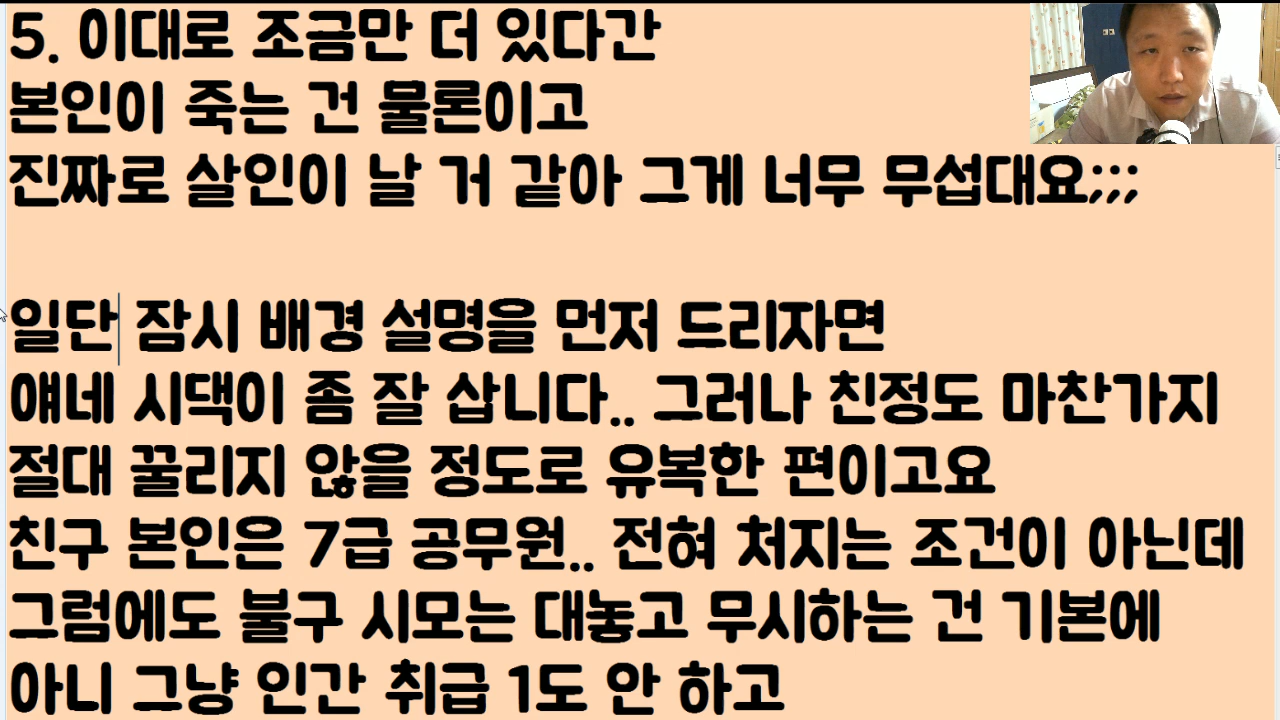 5. 이대로 조금만 더 있다간
본인이 죽는 건 물론이고
진짜로 살인이 날 거 같아 그게 너무 무섭대요;;;
일단 잠시 배경 설명을 먼저 드리자면
얘네 시댁이 좀 잘 삽니다.. 그러나 친정도 마찬가지
절대 꿀리지 않을 정도로 유복한 편이고요
친구 본인은 7급 공무원.. 전혀 처지는 조건이 아닌데
그럼에도 불구 시모는 대놓고 무시하는 건 기본에
아니 그냥 인간 취급 1도 안 하고